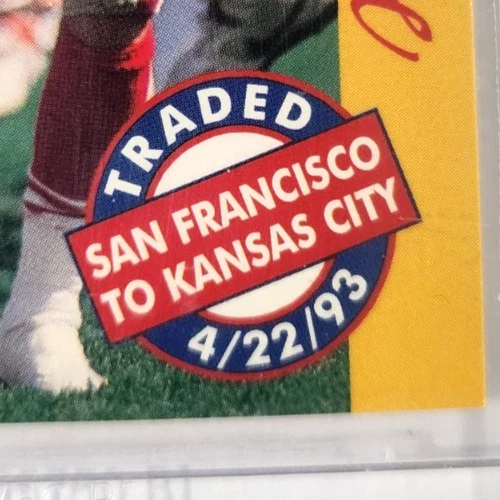 TRADED
SAN FRANCISCO
TO KANSAS CITY
4/22/93